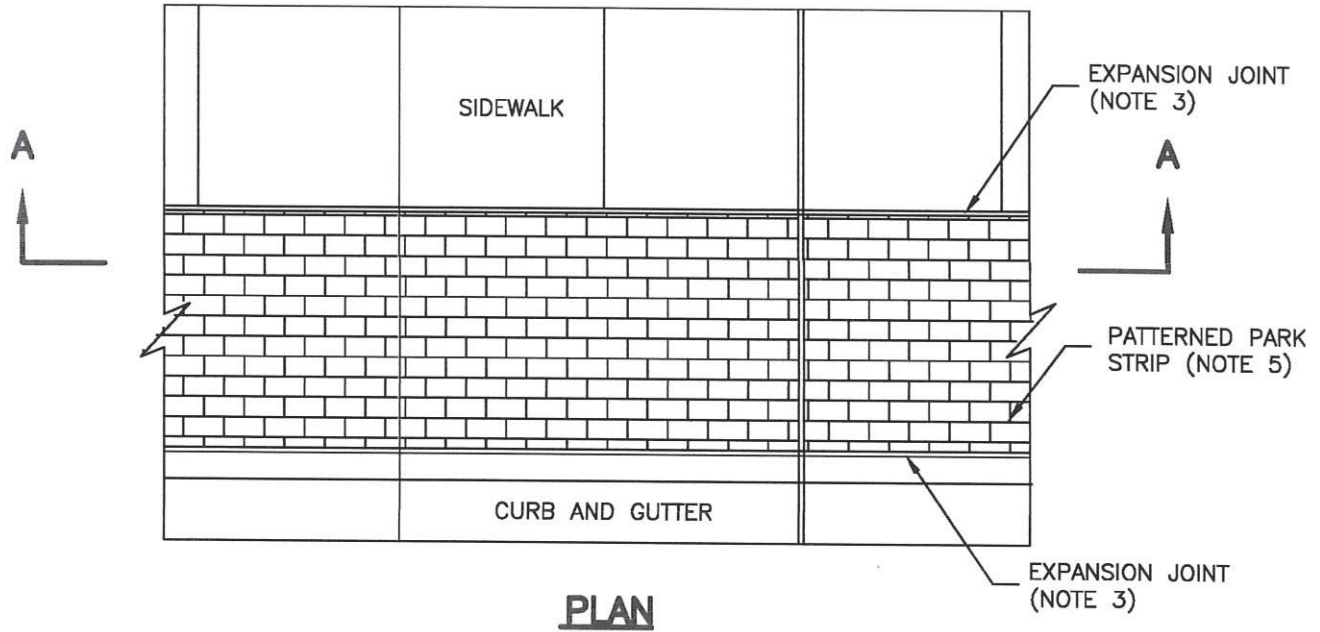 EXPANSION JOINT
(NOTE 3)
SIDEWALK
A
A
PATTERNED PARK
STRIP (NOTE 5)
CURB AND GUTTER
EXPANSION JOINT
(NOTE 3)
PLAN